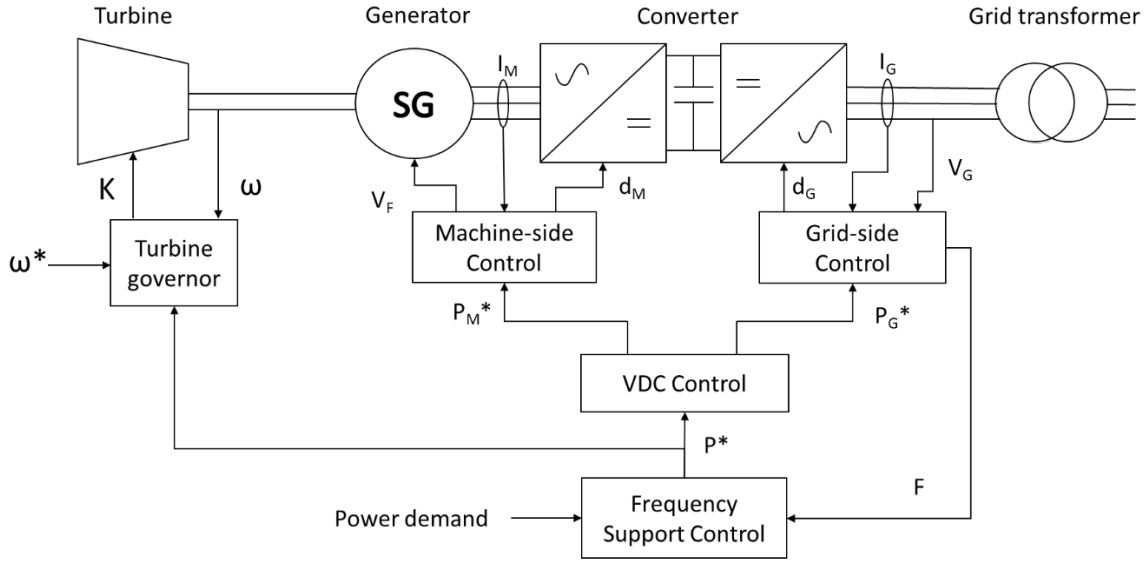 Turbine
Generator
Converter
Grid transformer
I_M
I_G
SG
K
ω
V_F
d_M
d_G
V_G
ω*
Turbine
governor
Machine-side
Control
Grid-side
Control
P_M*
P_G*
VDC Control
P*
F
Power demand
Frequency
Support Control